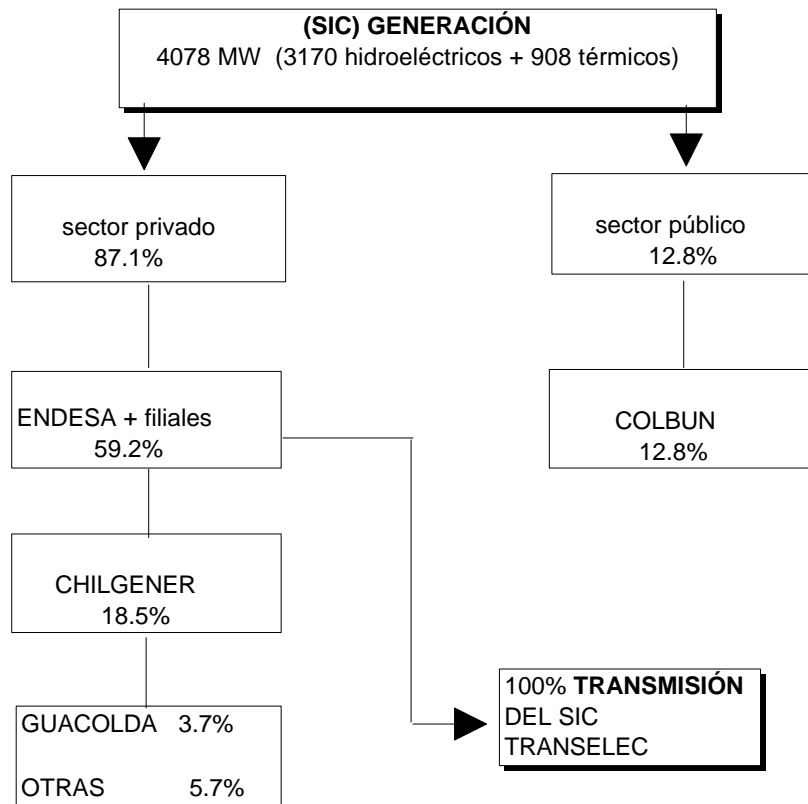 (SIC) GENERACIÓN
4078 MW (3170 hidroeléctricos + 908 térmicos)
sector privado
87.1%
sector público
12.8%
ENDESA + filiales
59.2%
COLBUN
12.8%
CHILGENER
18.5%
GUACOLDA 3.7%
OTRAS 5.7%
100% TRANSMISIÓN
DEL SIC
TRANSELEC